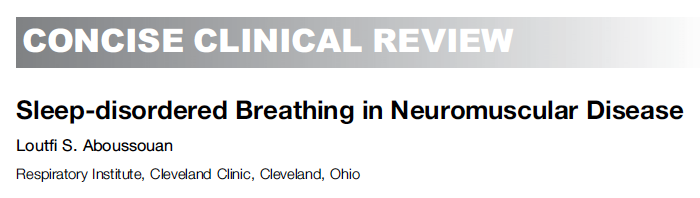 CONCISE CLINICAL REVIEW
Sleep-disordered Breathing in Neuromuscular Disease
Loutfi S. Aboussouan
Respiratory Institute, Cleveland Clinic, Cleveland, Ohio